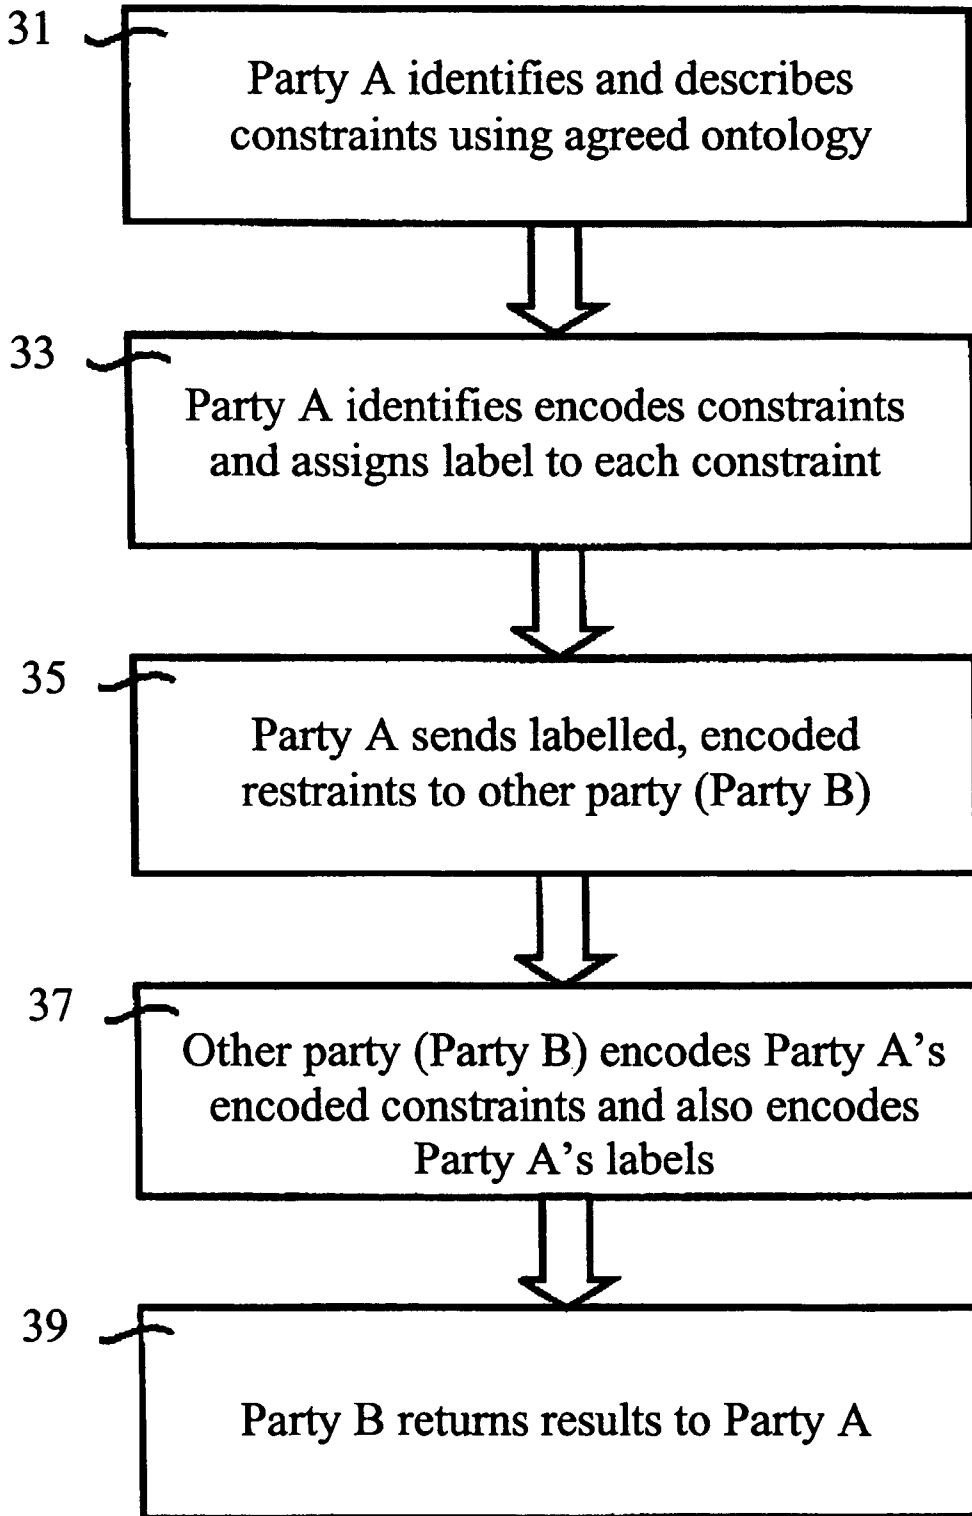 31
Party A identifies and describes
constraints using agreed ontology
33
Party A identifies encodes constraints
and assigns label to each constraint
35
Party A sends labelled, encoded
restraints to other party (Party B)
37
Other party (Party B) encodes Party A's
encoded constraints and also encodes
Party A's labels
39
Party B returns results to Party A